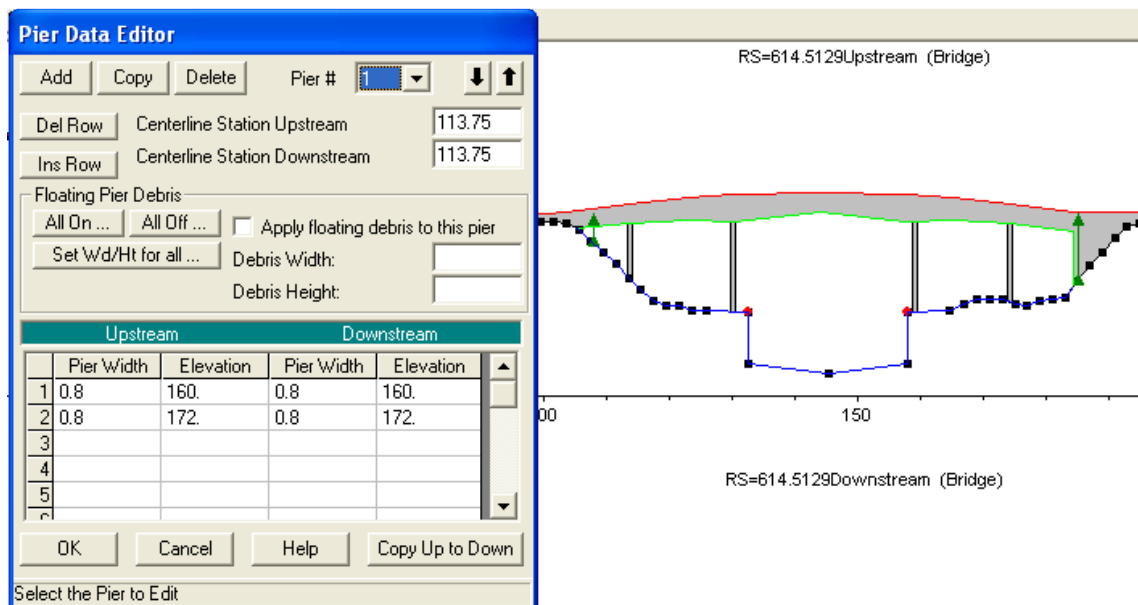 Pier Data Editor
Add Copy Delete Pier # 1
Del Row Centerline Station Upstream 113.75
Ins Row Centerline Station Downstream 113.75
Floating Pier Debris
All On ... All Off ... Apply floating debris to this pier
Set Wd/Ht for all ... Debris Width:
Debris Height:
Upstream Downstream
Pier Width Elevation Pier Width Elevation
1 0.8 160. 0.8 160.
2 0.8 172. 0.8 172.
3
4
5
OK Cancel Help Copy Up to Down
Select the Pier to Edit
RS=614.5129Upstream (Bridge)
00 150
RS=614.5129Downstream (Bridge)